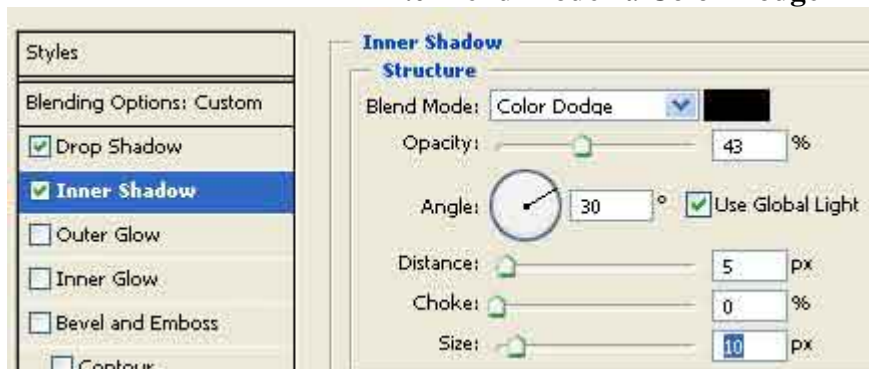 Styles
Blending Options: Custom
Drop Shadow
Inner Shadow
Outer Glow
Inner Glow
Bevel and Emboss
Contour
Inner Shadow
Structure
Blend Mode: Color Dodge
Opacity: 43 %
Angle: 30 ° Use Global Light
Distance: 5 px
Choke: 0 %
Size: 10 px